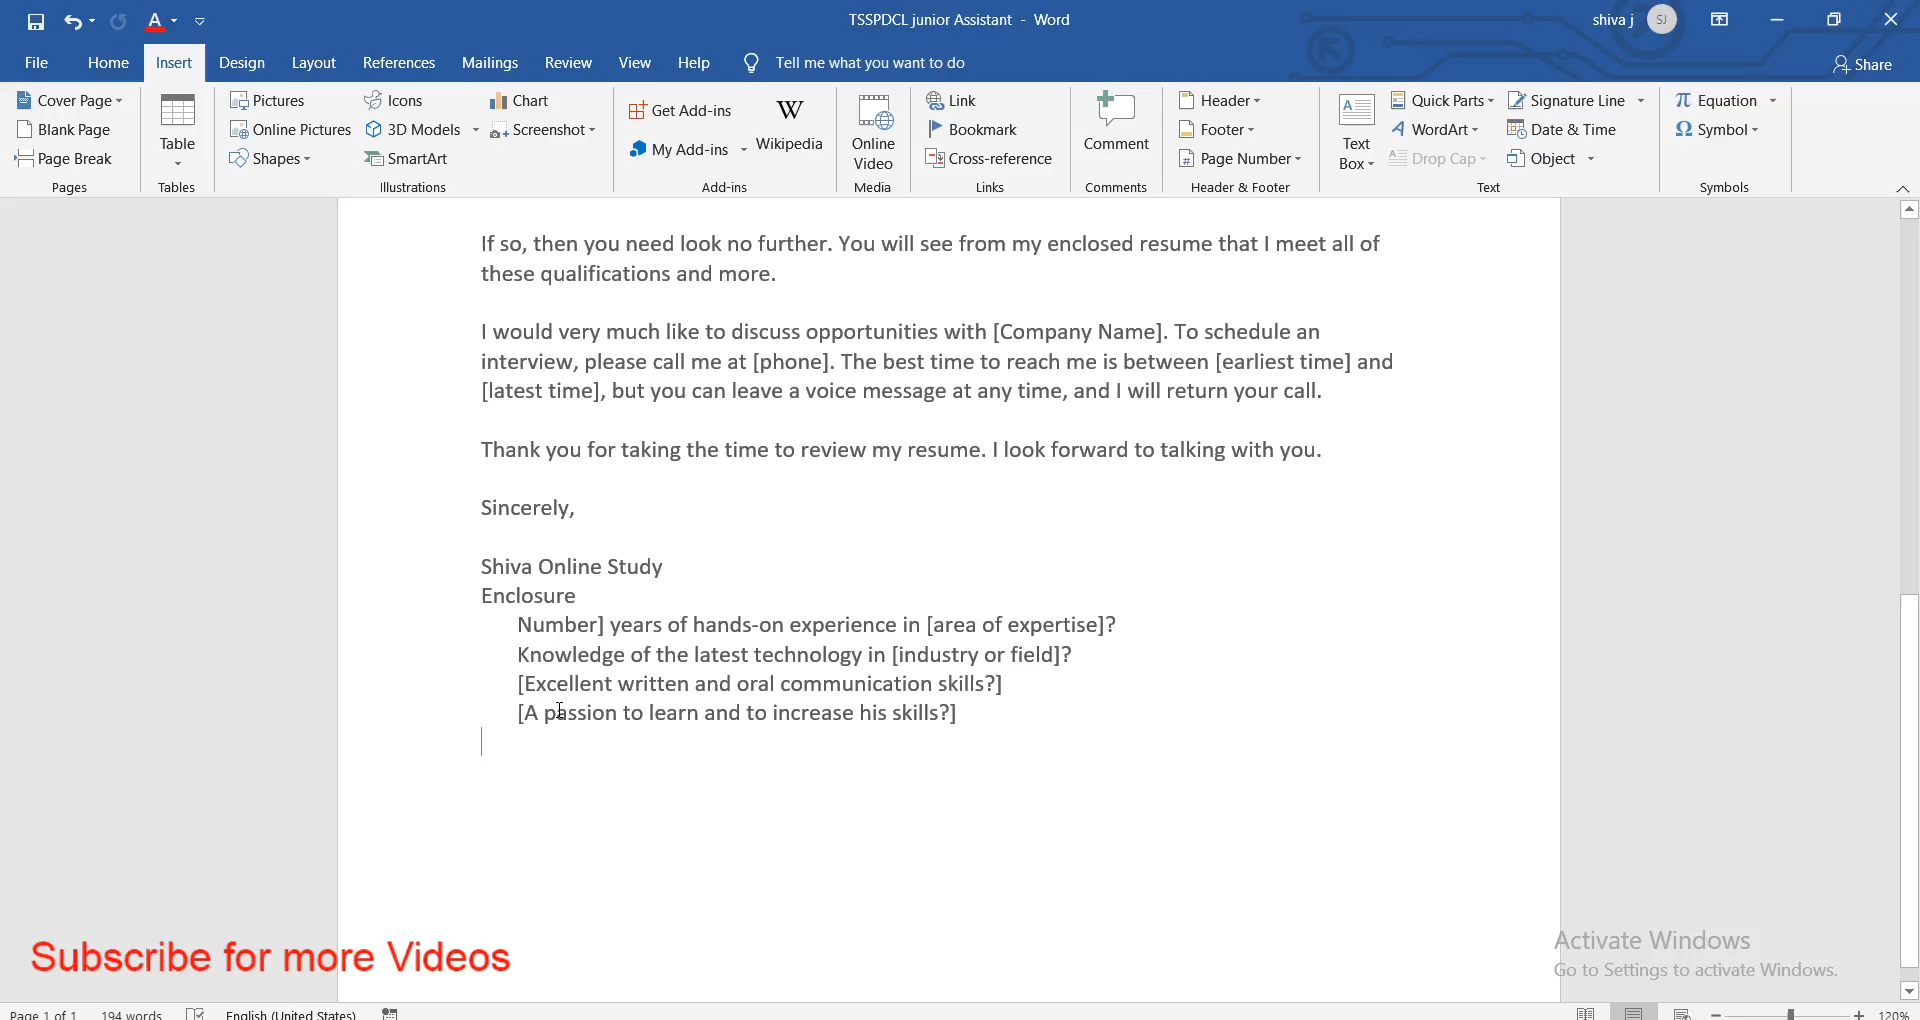 TSSPDCL junior Assistant - Word
shiva j
SJ
File Home Insert Design Layout References Mailings Review View Help Tell me what you want to do
Share
Cover Page
Blank Page
Page Break
Pages
Table
Tables
Pictures
Online Pictures
Shapes
Icons
3D Models
SmartArt
Chart
Screenshot
Illustrations
Get Add-ins
My Add-ins
W
Wikipedia
Add-ins
Online
Video
Media
Link
Bookmark
Cross-reference
Links
Comment
Comments
Header
Footer
Page Number
Header & Footer
Text
Box
Quick Parts
WordArt
Drop Cap
Signature Line
Date & Time
Object
Text
Equation
Symbol
Symbols
If so, then you need look no further. You will see from my enclosed resume that I meet all of
these qualifications and more.
I would very much like to discuss opportunities with [Company Name]. To schedule an
interview, please call me at [phone]. The best time to reach me is between [earliest time] and
[latest time], but you can leave a voice message at any time, and I will return your call.
Thank you for taking the time to review my resume. I look forward to talking with you.
Sincerely,
Shiva Online Study
Enclosure
Number] years of hands-on experience in [area of expertise]?
Knowledge of the latest technology in [industry or field]?
[Excellent written and oral communication skills?]
[A passion to learn and to increase his skills?]
Subscribe for more Videos
Activate Windows
Go to Settings to activate Windows.
Page 1 of 1 194 words English (United States) 120%